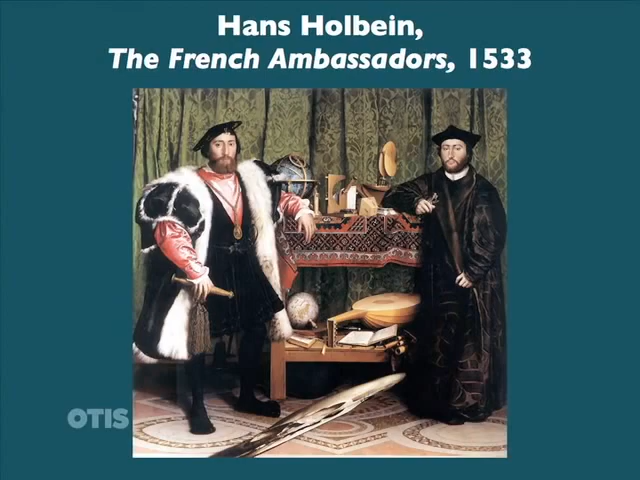 Hans Holbein,
The French Ambassadors, 1533
OTIS